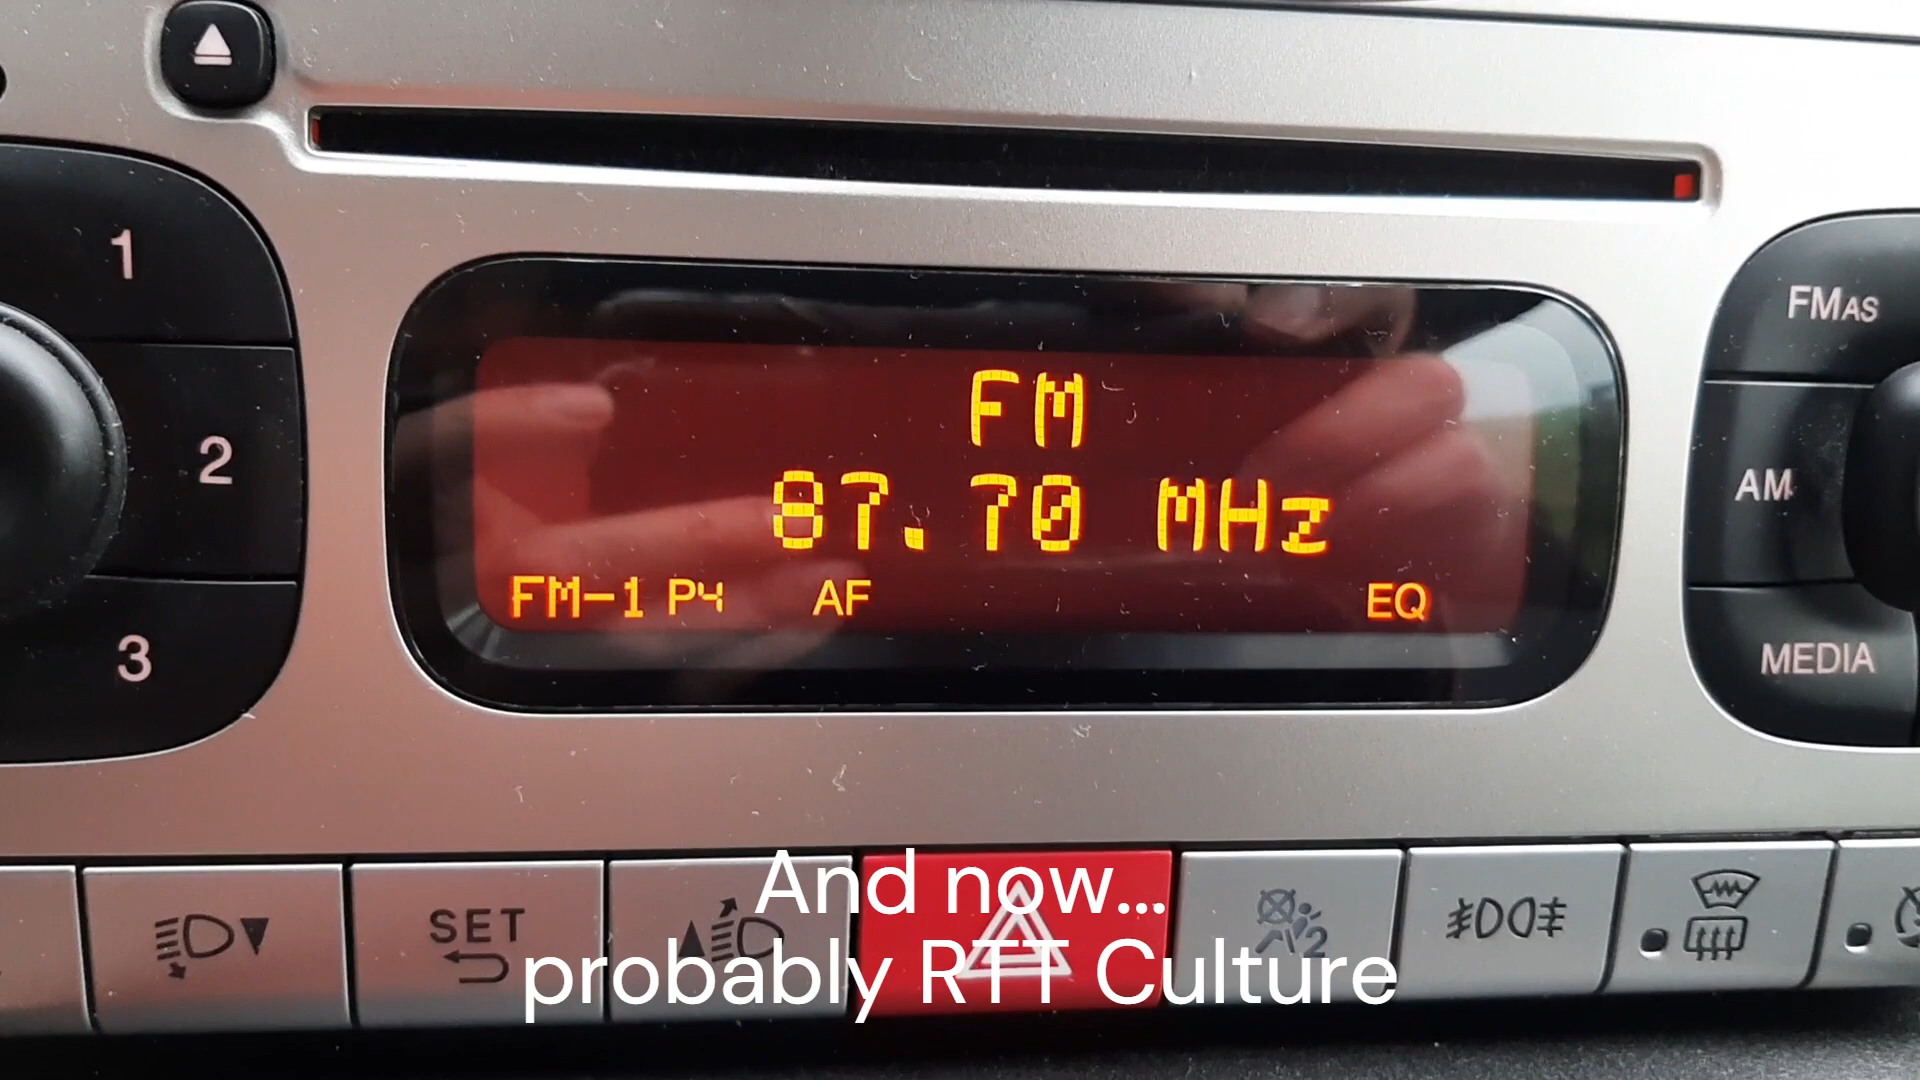 1
2
3
FM
87.70 MHz
FM-1 P4 AF EQ
FMAS
AM
MEDIA
SET
2
And now...
probably RTT Culture